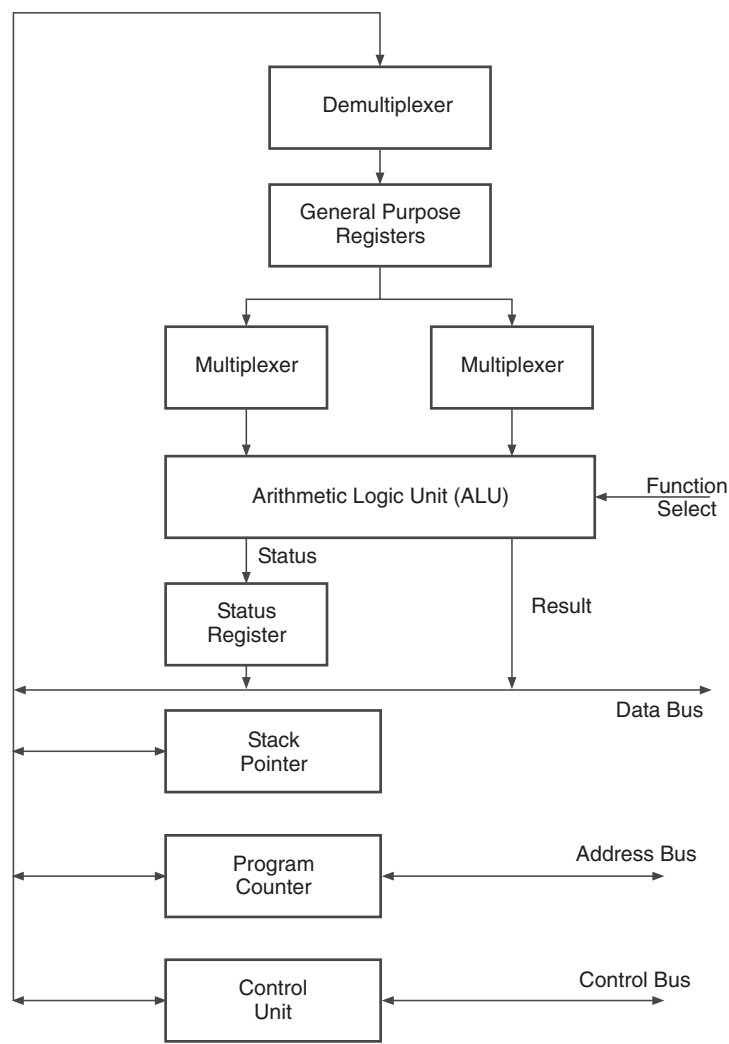 Demultiplexer
General Purpose
Registers
Multiplexer
Multiplexer
Arithmetic Logic Unit (ALU)
Function
Select
Status
Status
Register
Result
Data Bus
Stack
Pointer
Program
Counter
Address Bus
Control
Unit
Control Bus